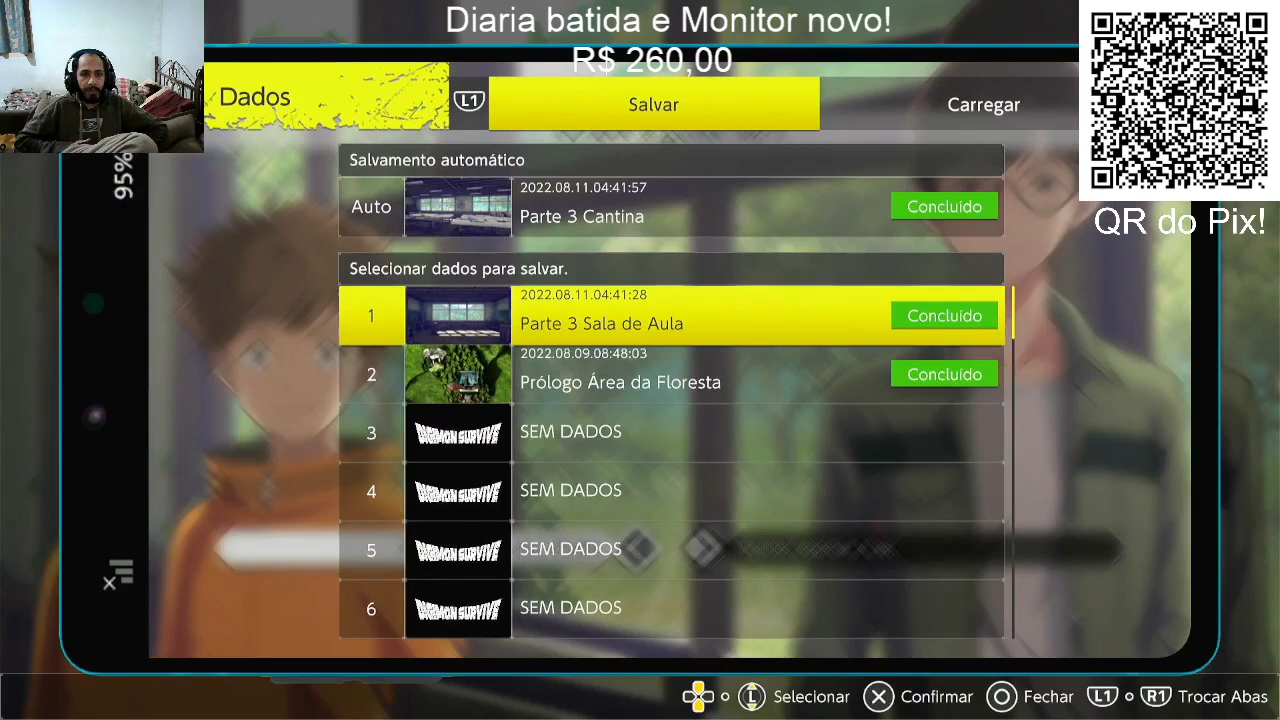 Diaria batida e Monitor novo!
R$ 260,00
Dados
L1
Salvar
Carregar
QR do Pix!
95%
Salvamento automático
Auto
2022.08.11.04:41:57
Parte 3 Cantina
Concluído
Selecionar dados para salvar.
1
2022.08.11.04:41:28
Parte 3 Sala de Aula
Concluído
2
2022.08.09.08:48:03
Prólogo Área da Floresta
Concluído
3
DIGIMON SURVIVE
SEM DADOS
4
DIGIMON SURVIVE
SEM DADOS
5
DIGIMON SURVIVE
SEM DADOS
6
DIGIMON SURVIVE
SEM DADOS
o L Selecionar X Confirmar O Fechar L1 o R1 Trocar Abas